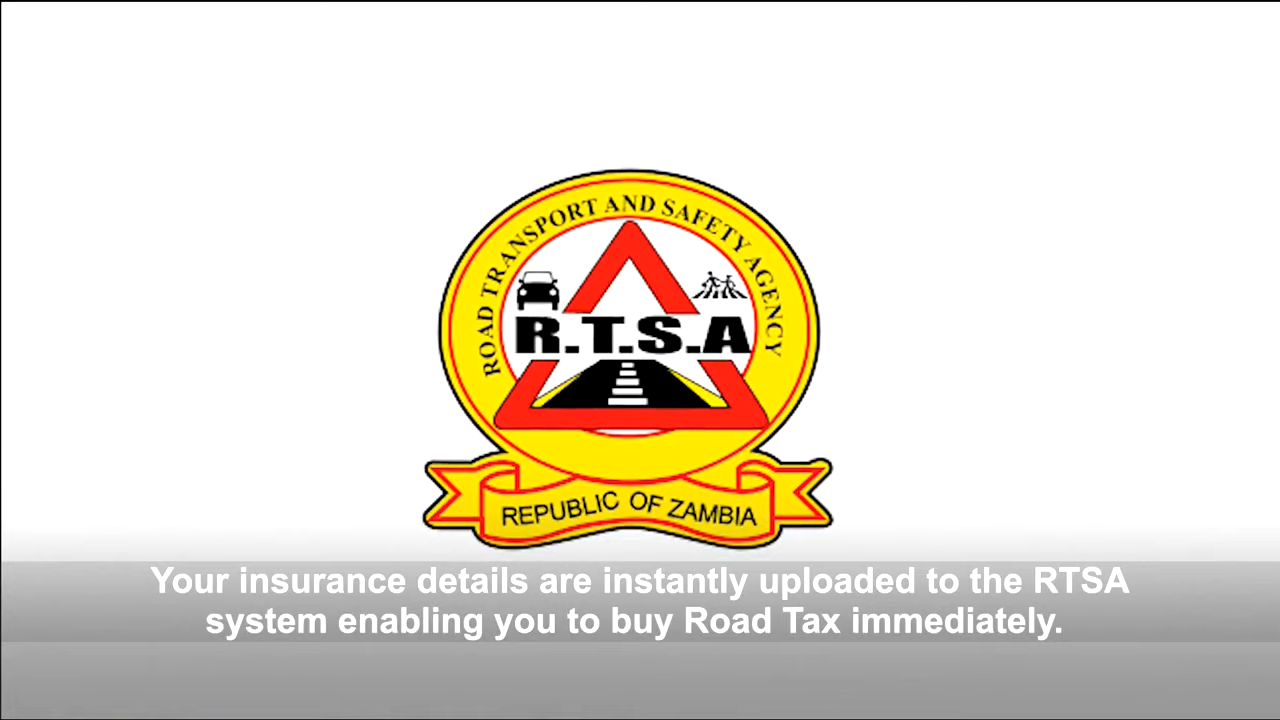 ROAD TRANSPORT AND SAFETY AGENCY
R.T.S.A
REPUBLIC OF ZAMBIA
Your insurance details are instantly uploaded to the RTSA
system enabling you to buy Road Tax immediately.